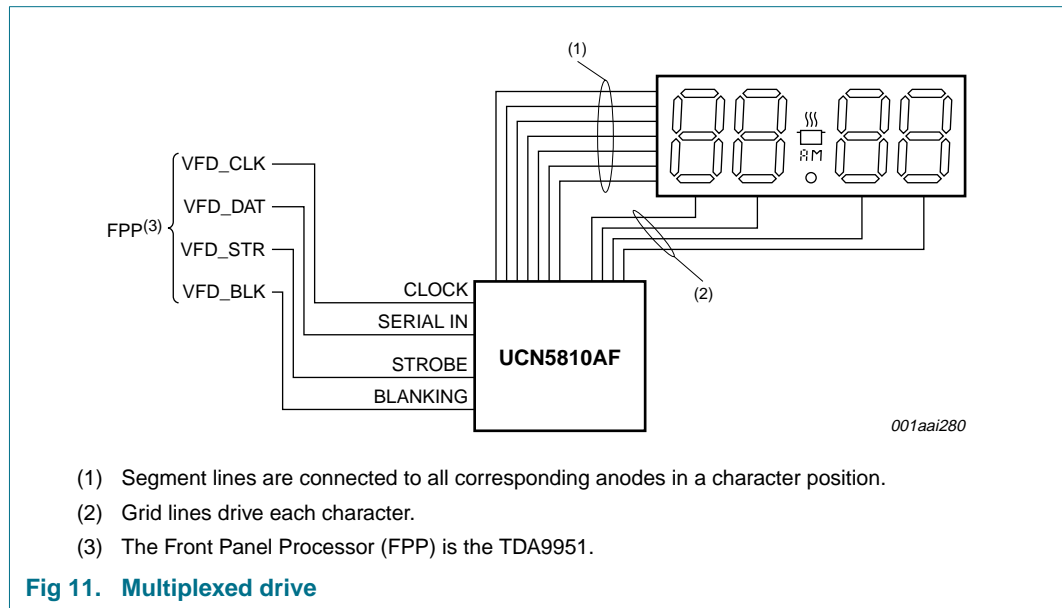 (1)
VFD_CLK
VFD_DAT
FPP(3)
VFD_STR
VFD_BLK
AM
(2)
CLOCK
SERIAL IN
STROBE
BLANKING
UCN5810AF
001aai280
(1) Segment lines are connected to all corresponding anodes in a character position.
(2) Grid lines drive each character.
(3) The Front Panel Processor (FPP) is the TDA9951.
Fig 11. Multiplexed drive